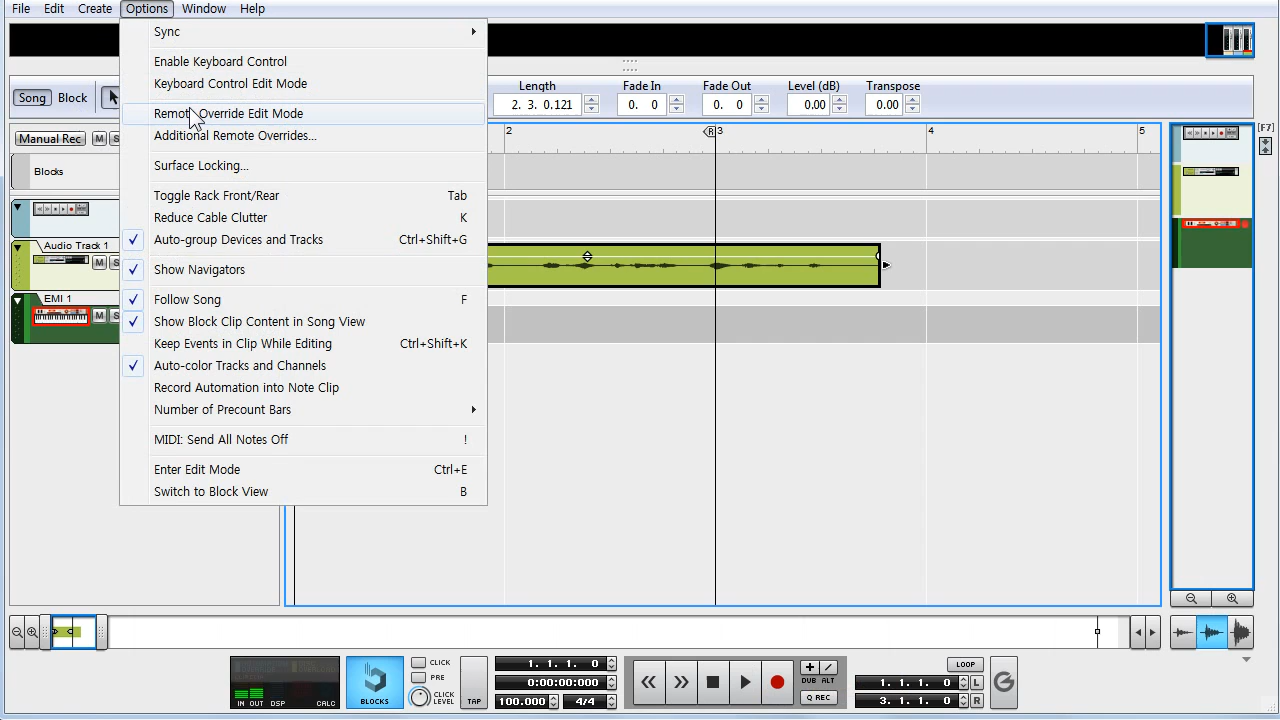 File Edit Create Options Window Help
Sync
Enable Keyboard Control
Keyboard Control Edit Mode
Remote Override Edit Mode
Additional Remote Overrides...
Surface Locking...
Toggle Rack Front/Rear Tab
Reduce Cable Clutter K
Auto-group Devices and Tracks Ctrl+Shift+G
Show Navigators
Follow Song F
Show Block Clip Content in Song View
Keep Events in Clip While Editing Ctrl+Shift+K
Auto-color Tracks and Channels
Record Automation into Note Clip
Number of Precount Bars
MIDI: Send All Notes Off !
Enter Edit Mode Ctrl+E
Switch to Block View B
Song Block
Length Fade In Fade Out Level (dB) Transpose
2. 3. 0.121 0. 0 0. 0 0.00 0.00
Manual Rec M S
2 R 3 4 5
[F7]
Blocks
Audio Track 1
M S
EMI 1
M S
IN OUT DSP CALC
BLOCKS
CLICK
PRE
CLICK LEVEL
TAP
1. 1. 1. 0
0:00:00:000
100.000 4/4
DUB ALT
Q REC
LOOP
1. 1. 1. 0 L
3. 1. 1. 0 R